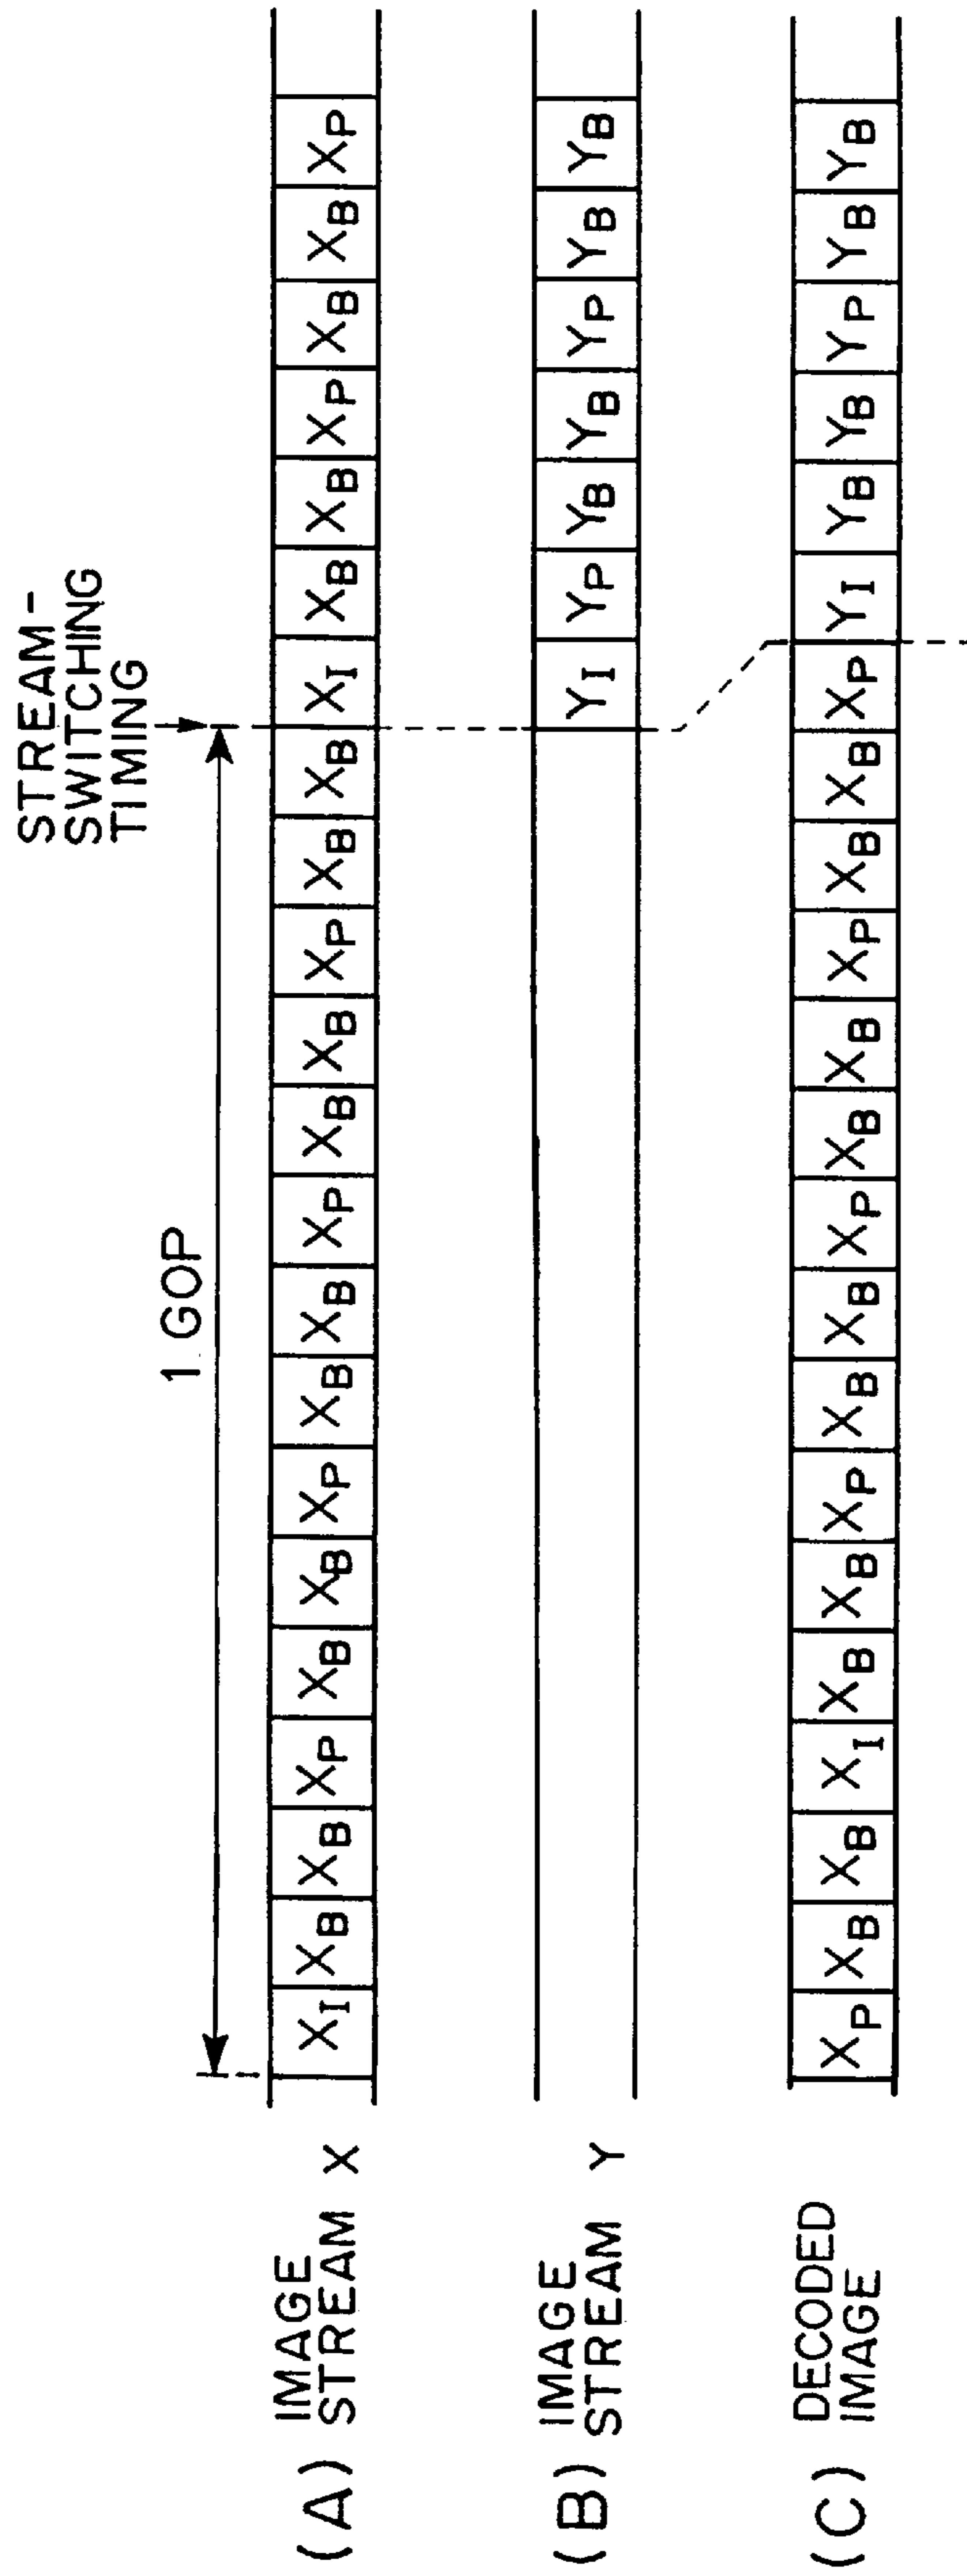 STREAM-
SWITCHING
TIMING
1 GOP
(A) IMAGE
STREAM X
XI XB XB XP XB XB XP XB XB XP XB XB XP XB XB XI XB XB XP XB XB XP
(B) IMAGE
STREAM Y
YI YP YB YB YP YB YB
(C) DECODED
IMAGE
XP XB XB XI XB XB XP XB XB XP XB XB XP XB XB XP YI YB YB YP YB YB